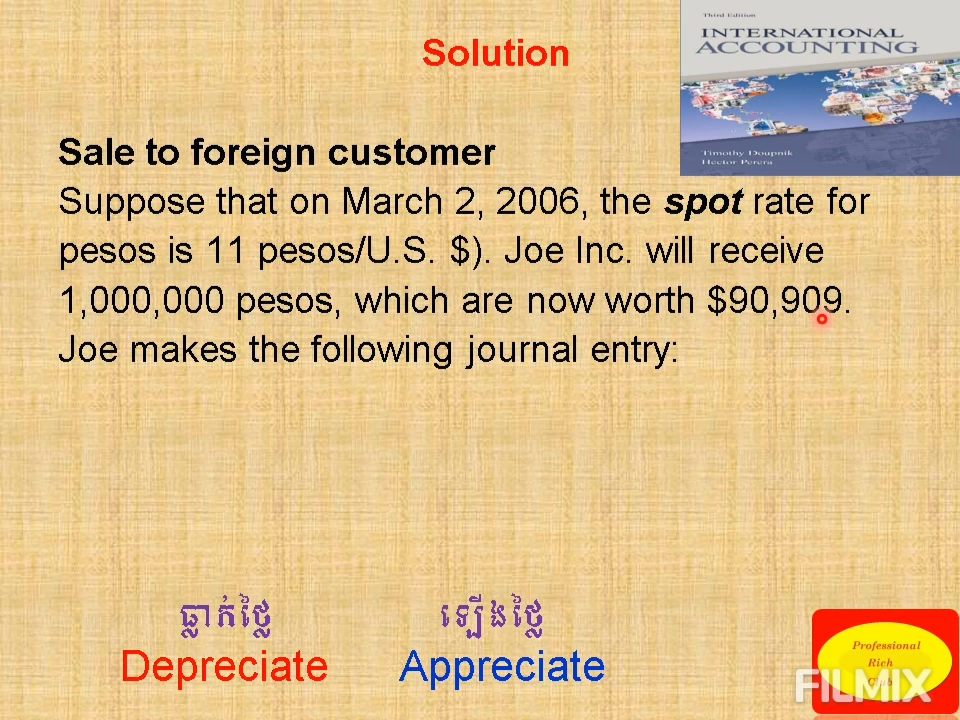 Solution
Third Edition
INTERNATIONAL
ACCOUNTING
Timothy Doupnik
Hector Perera
Sale to foreign customer
Suppose that on March 2, 2006, the spot rate for
pesos is 11 pesos/U.S. $). Joe Inc. will receive
1,000,000 pesos, which are now worth $90,909.
Joe makes the following journal entry:
ធ្លាក់ថ្លៃ ឡើងថ្លៃ
Depreciate Appreciate
Professional
Rich
Club
FILMIX